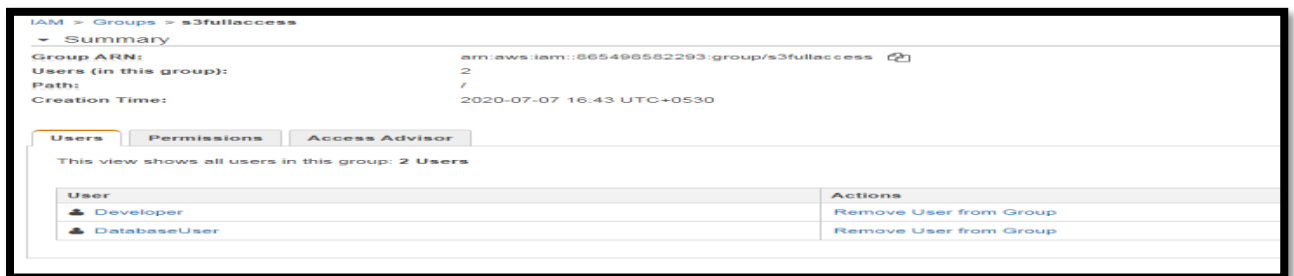 IAM > Groups > s3fullaccess
Summary
Group ARN: arn:aws:iam::865498582293:group/s3fullaccess
Users (in this group): 2
Path: /
Creation Time: 2020-07-07 16:43 UTC+0530
Users Permissions Access Advisor
This view shows all users in this group: 2 Users
User Actions
Developer Remove User from Group
DatabaseUser Remove User from Group